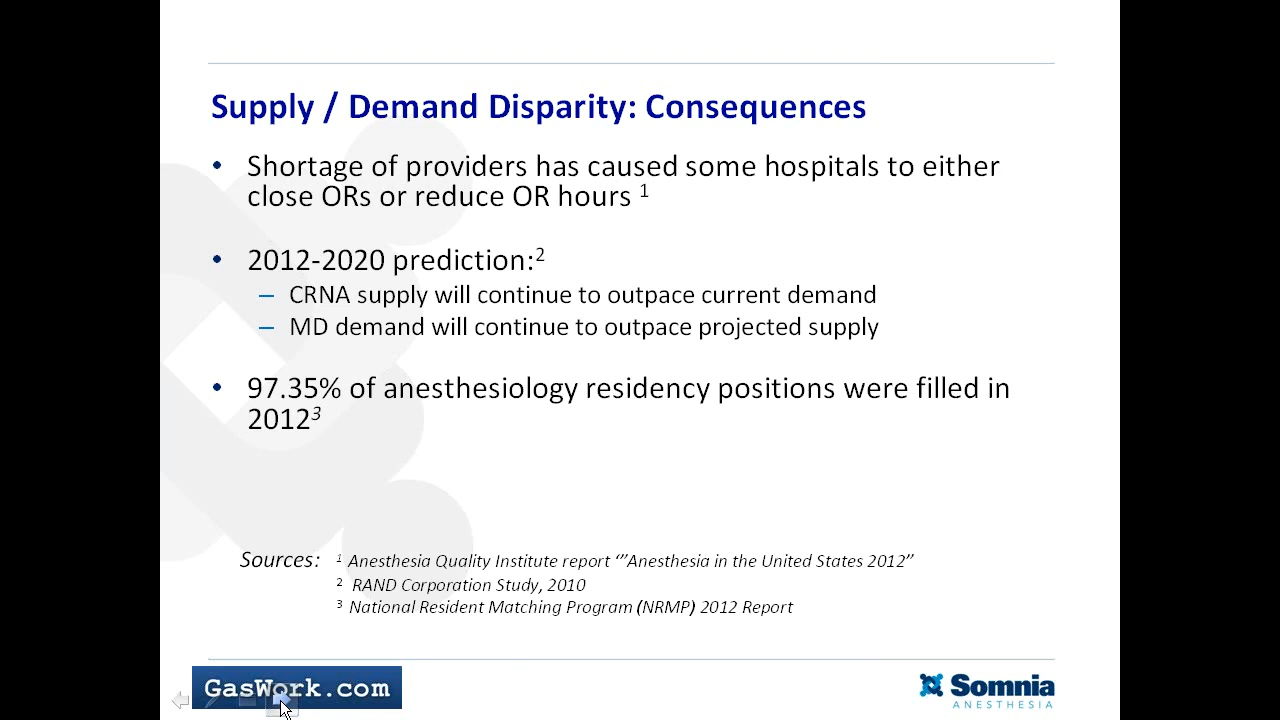 Supply / Demand Disparity: Consequences
• Shortage of providers has caused some hospitals to either
close ORs or reduce OR hours 1
• 2012-2020 prediction:2
– CRNA supply will continue to outpace current demand
– MD demand will continue to outpace projected supply
• 97.35% of anesthesiology residency positions were filled in
20123
Sources: 1 Anesthesia Quality Institute report “”Anesthesia in the United States 2012”
2 RAND Corporation Study, 2010
3 National Resident Matching Program (NRMP) 2012 Report
GasWork.com
Somnia
ANESTHESIA